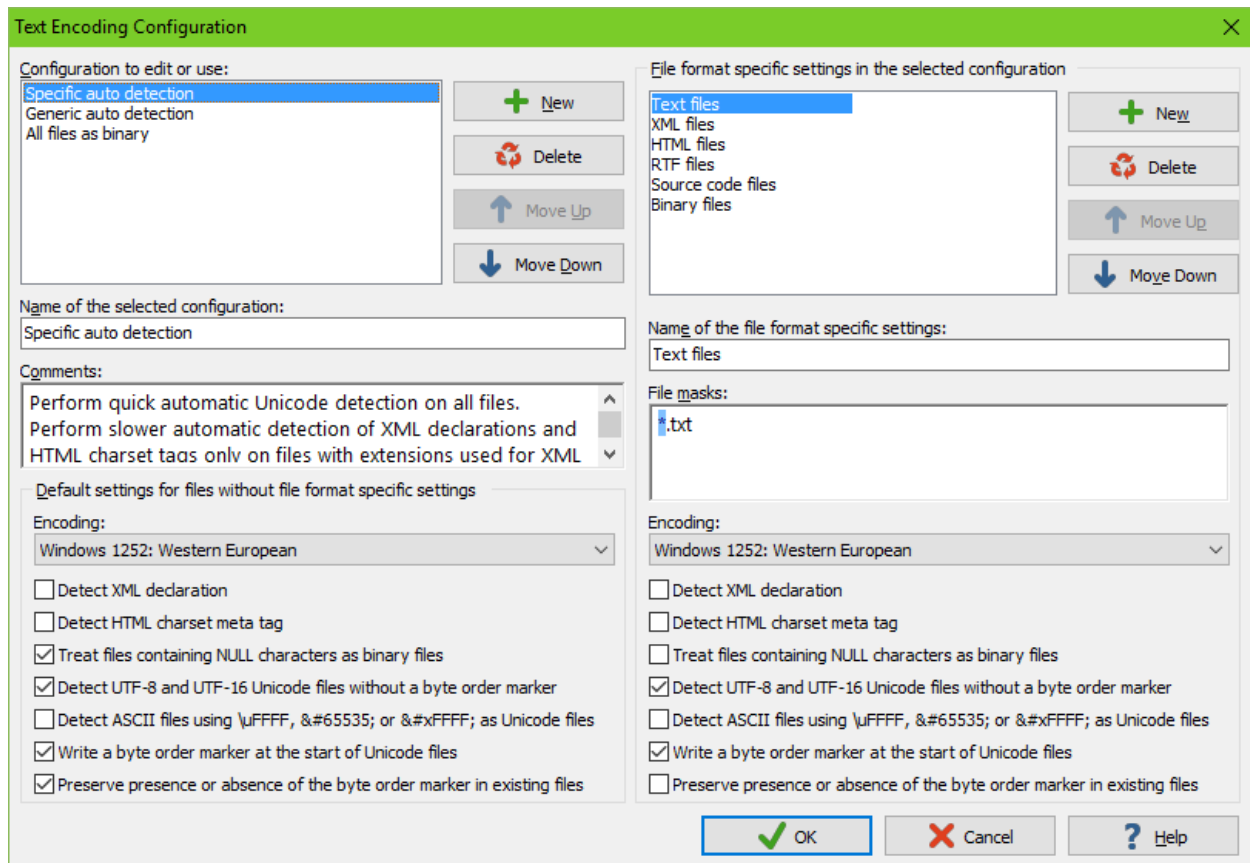 Text Encoding Configuration
Configuration to edit or use:
Specific auto detection
Generic auto detection
All files as binary
New
Delete
Move Up
Move Down
Name of the selected configuration:
Specific auto detection
Comments:
Perform quick automatic Unicode detection on all files.
Perform slower automatic detection of XML declarations and
HTML charset tags only on files with extensions used for XML
Default settings for files without file format specific settings
Encoding:
Windows 1252: Western European
Detect XML declaration
Detect HTML charset meta tag
Treat files containing NULL characters as binary files
Detect UTF-8 and UTF-16 Unicode files without a byte order marker
Detect ASCII files using \uFFFF, &#65535; or &#xFFFF; as Unicode files
Write a byte order marker at the start of Unicode files
Preserve presence or absence of the byte order marker in existing files
File format specific settings in the selected configuration
Text files
XML files
HTML files
RTF files
Source code files
Binary files
New
Delete
Move Up
Move Down
Name of the file format specific settings:
Text files
File masks:
*.txt
Encoding:
Windows 1252: Western European
Detect XML declaration
Detect HTML charset meta tag
Treat files containing NULL characters as binary files
Detect UTF-8 and UTF-16 Unicode files without a byte order marker
Detect ASCII files using \uFFFF, &#65535; or &#xFFFF; as Unicode files
Write a byte order marker at the start of Unicode files
Preserve presence or absence of the byte order marker in existing files
OK
Cancel
Help